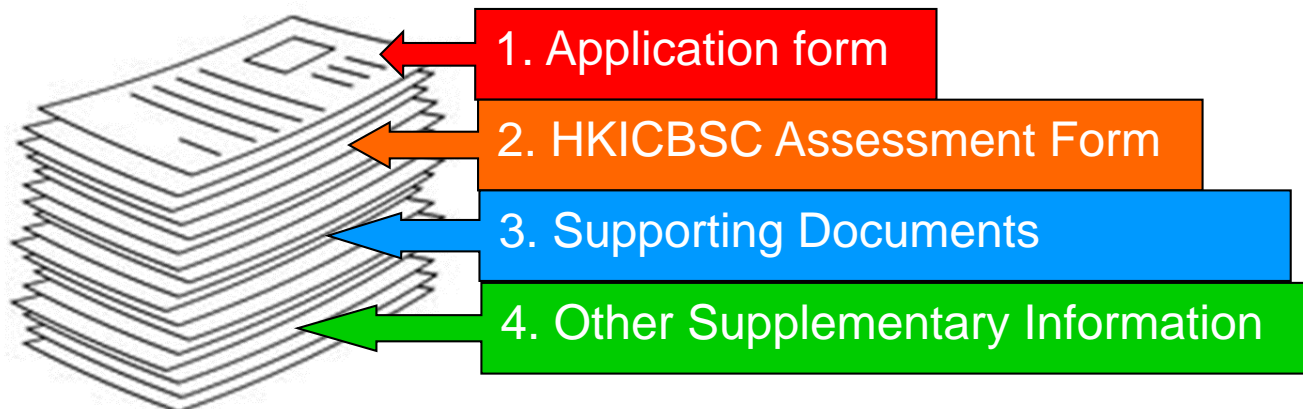 1. Application form
2. HKICBSC Assessment Form
3. Supporting Documents
4. Other Supplementary Information